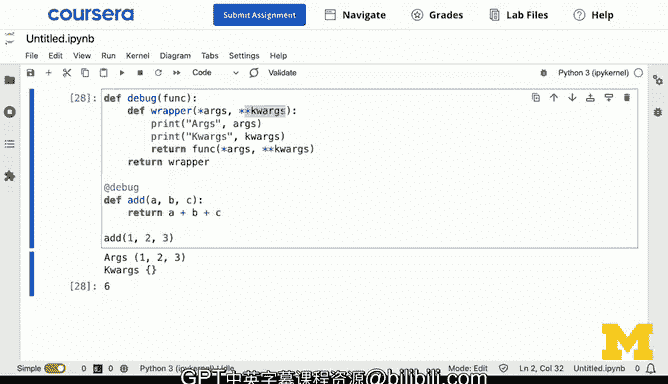 coursera
Submit Assignment
Navigate
Grades
Lab Files
Help
Untitled.ipynb
File Edit View Run Kernel Diagram Tabs Settings Help
Code
Validate
Python 3 (ipykernel)
[28]:
def debug(func):
    def wrapper(*args, **kwargs):
        print("Args", args)
        print("Kwargs", kwargs)
        return func(*args, **kwargs)
    return wrapper
@debug
def add(a, b, c):
    return a + b + c
add(1, 2, 3)
Args (1, 2, 3)
Kwargs {}
[28]: 6
M
Simple 0 0 Python 3 (ipykernel) | Idle Mode: Edit Ln 2, Col 32 Untitled.ipynb 0
GPT中英字幕课程资源@bilibili.com